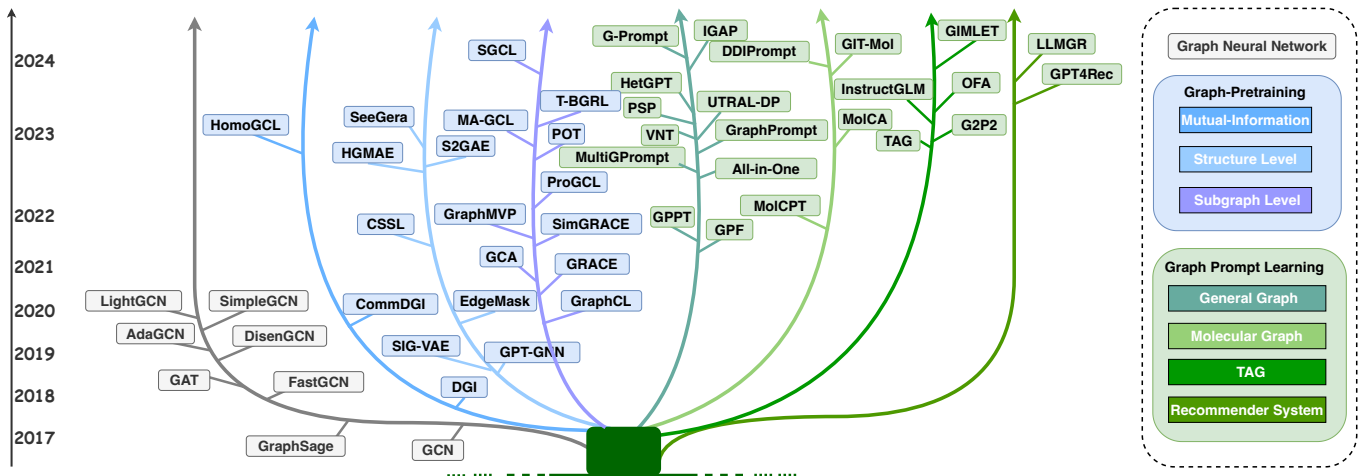 2024
2023
2022
2021
2020
2019
2018
2017
LightGCN
SimpleGCN
AdaGCN
DisenGCN
GAT
FastGCN
GraphSage
GCN
HomoGCL
CommDGI
DGI
SeeGera
S2GAE
HGMAE
CSSL
EdgeMask
SIG-VAE
GPT-GNN
SGCL
T-BGRL
MA-GCL
POT
ProGCL
GraphMVP
SimGRACE
GCA
GRACE
GraphCL
G-Prompt
IGAP
HetGPT
UTRAL-DP
PSP
GraphPrompt
VNT
MultiGPrompt
All-in-One
GPPT
GPF
DDIPrompt
GIT-Mol
MolCA
MolCPT
GIMLET
InstructGLM
OFA
TAG
G2P2
LLMGR
GPT4Rec
Graph Neural Network
Graph-Pretraining
Mutual-Information
Structure Level
Subgraph Level
Graph Prompt Learning
General Graph
Molecular Graph
TAG
Recommender System